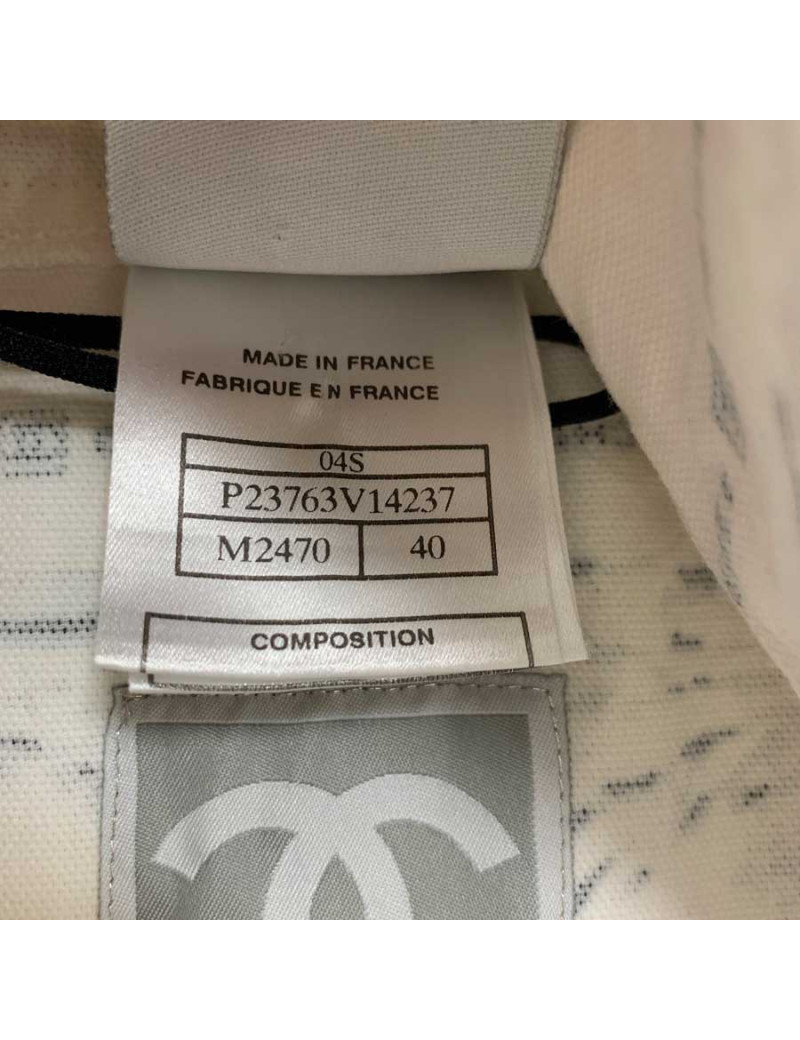 MADE IN FRANCE
FABRIQUE EN FRANCE
04S
P23763V14237
M2470 40
COMPOSITION